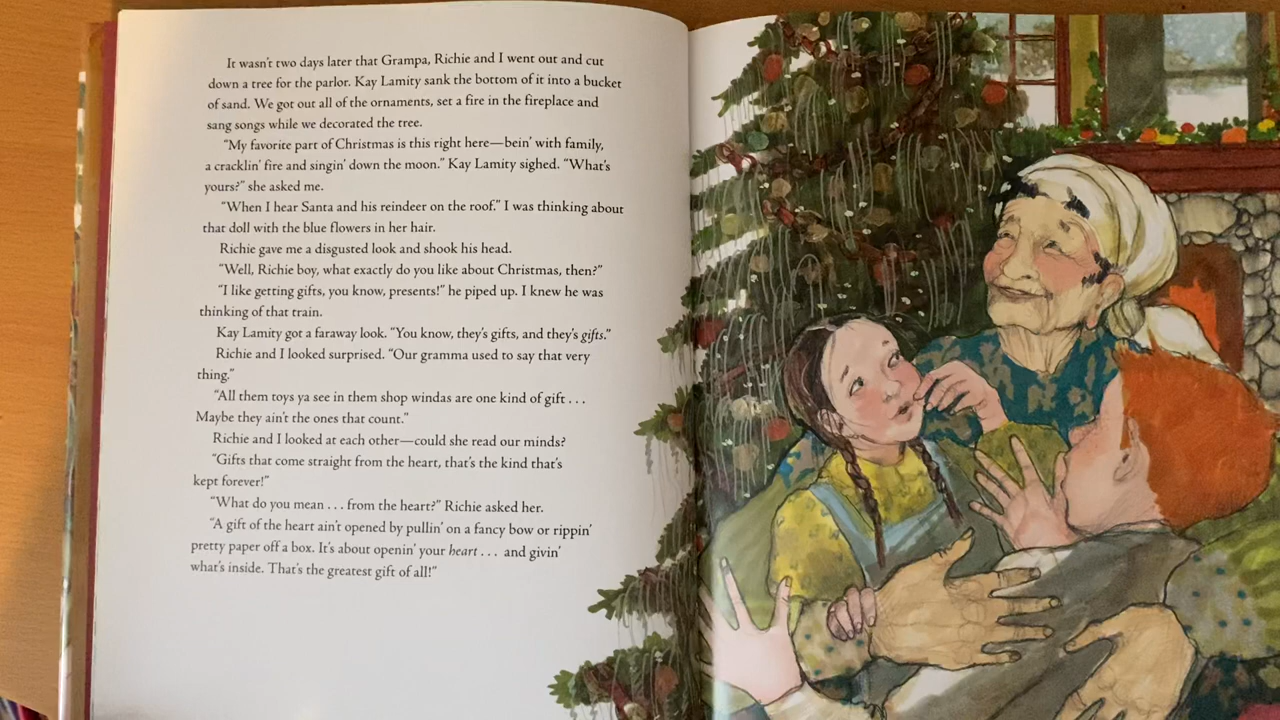 It wasn't two days later that Grampa, Richie and I went out and cut
down a tree for the parlor. Kay Lamity sank the bottom of it into a bucket
of sand. We got out all of the ornaments, set a fire in the fireplace and
sang songs while we decorated the tree.
"My favorite part of Christmas is this right here—bein' with family,
a cracklin' fire and singin' down the moon." Kay Lamity sighed. "What's
yours?" she asked me.
"When I hear Santa and his reindeer on the roof." I was thinking about
that doll with the blue flowers in her hair.
Richie gave me a disgusted look and shook his head.
"Well, Richie boy, what exactly do you like about Christmas, then?"
"I like getting gifts, you know, presents!" he piped up. I knew he was
thinking of that train.
Kay Lamity got a faraway look. "You know, they's gifts, and they's gifts."
Richie and I looked surprised. "Our gramma used to say that very
thing."
"All them toys ya see in them shop windas are one kind of gift . . .
Maybe they ain't the ones that count."
Richie and I looked at each other—could she read our minds?
"Gifts that come straight from the heart, that's the kind that's
kept forever!"
"What do you mean . . . from the heart?" Richie asked her.
"A gift of the heart ain't opened by pullin' on a fancy bow or rippin'
pretty paper off a box. It's about openin' your heart . . . and givin'
what's inside. That's the greatest gift of all!"